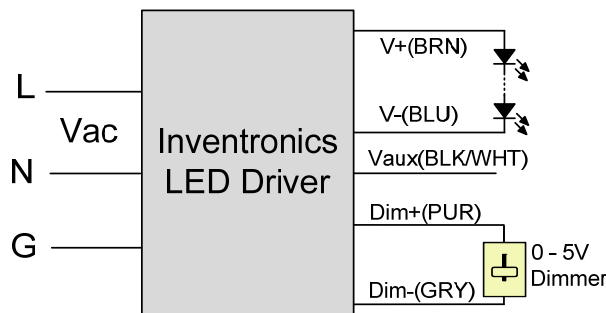 L
Vac
N
G
Inventronics
LED Driver
V+(BRN)
V-(BLU)
Vaux(BLK/WHT)
Dim+(PUR)
Dim-(GRY)
0 - 5V
Dimmer